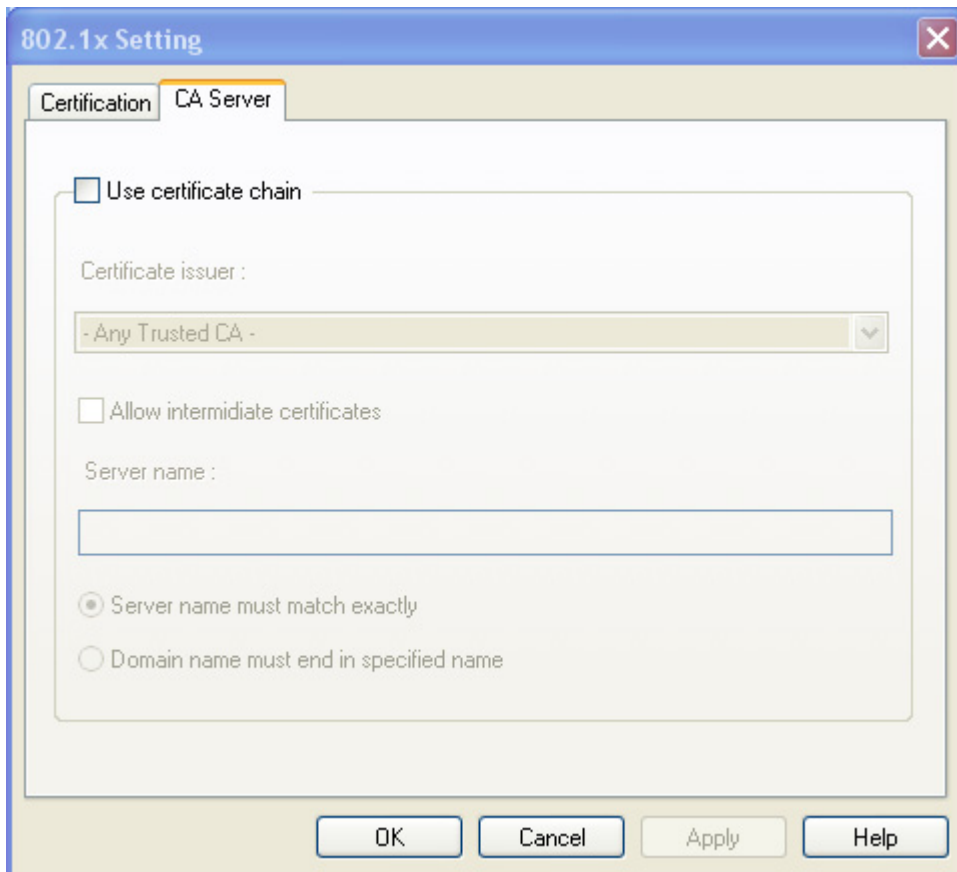 802.1x Setting
Certification
CA Server
Use certificate chain
Certificate issuer :
- Any Trusted CA -
Allow intermidiate certificates
Server name :
Server name must match exactly
Domain name must end in specified name
OK
Cancel
Apply
Help